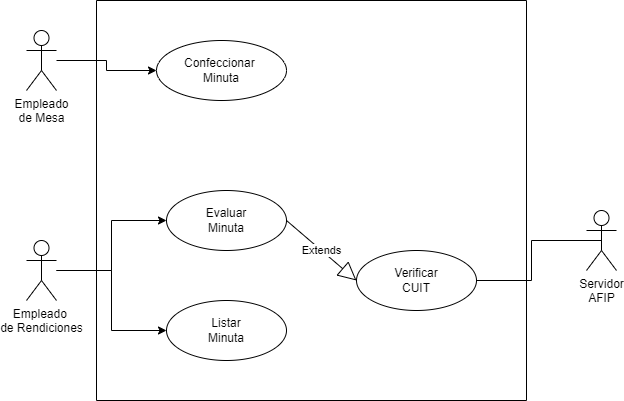 Confeccionar
Minuta
Empleado
de Mesa
Evaluar
Minuta
Extends
Verificar
CUIT
Servidor
AFIP
Empleado
de Rendiciones
Listar
Minuta